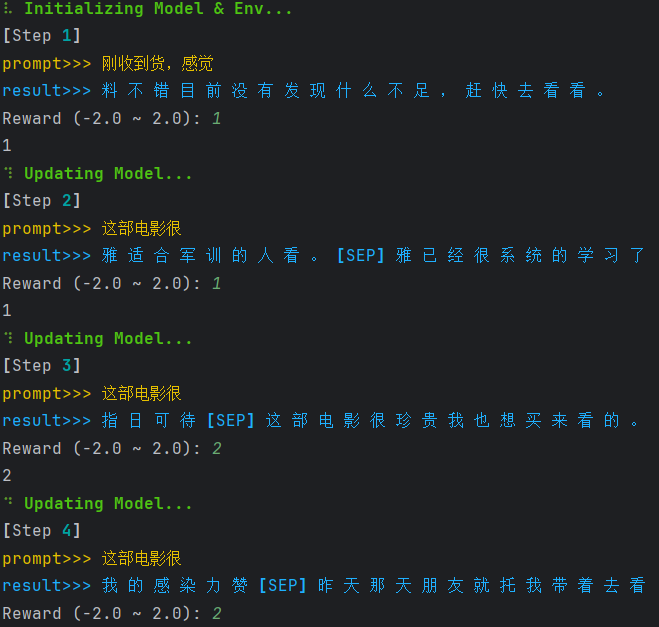 ⠧ Initializing Model & Env...
[Step 1]
prompt>>> 刚收到货，感觉
result>>> 料 不 错 目 前 没 有 发 现 什 么 不 足 ， 赶 快 去 看 看 。
Reward (-2.0 ~ 2.0): 1
1
⠹ Updating Model...
[Step 2]
prompt>>> 这部电影很
result>>> 雅 适 合 军 训 的 人 看 。 [SEP] 雅 已 经 很 系 统 的 学 习 了
Reward (-2.0 ~ 2.0): 1
1
⠹ Updating Model...
[Step 3]
prompt>>> 这部电影很
result>>> 指 日 可 待 [SEP] 这 部 电 影 很 珍 贵 我 也 想 买 来 看 的 。
Reward (-2.0 ~ 2.0): 2
2
⠙ Updating Model...
[Step 4]
prompt>>> 这部电影很
result>>> 我 的 感 染 力 赞 [SEP] 昨 天 那 天 朋 友 就 托 我 带 着 去 看
Reward (-2.0 ~ 2.0): 2